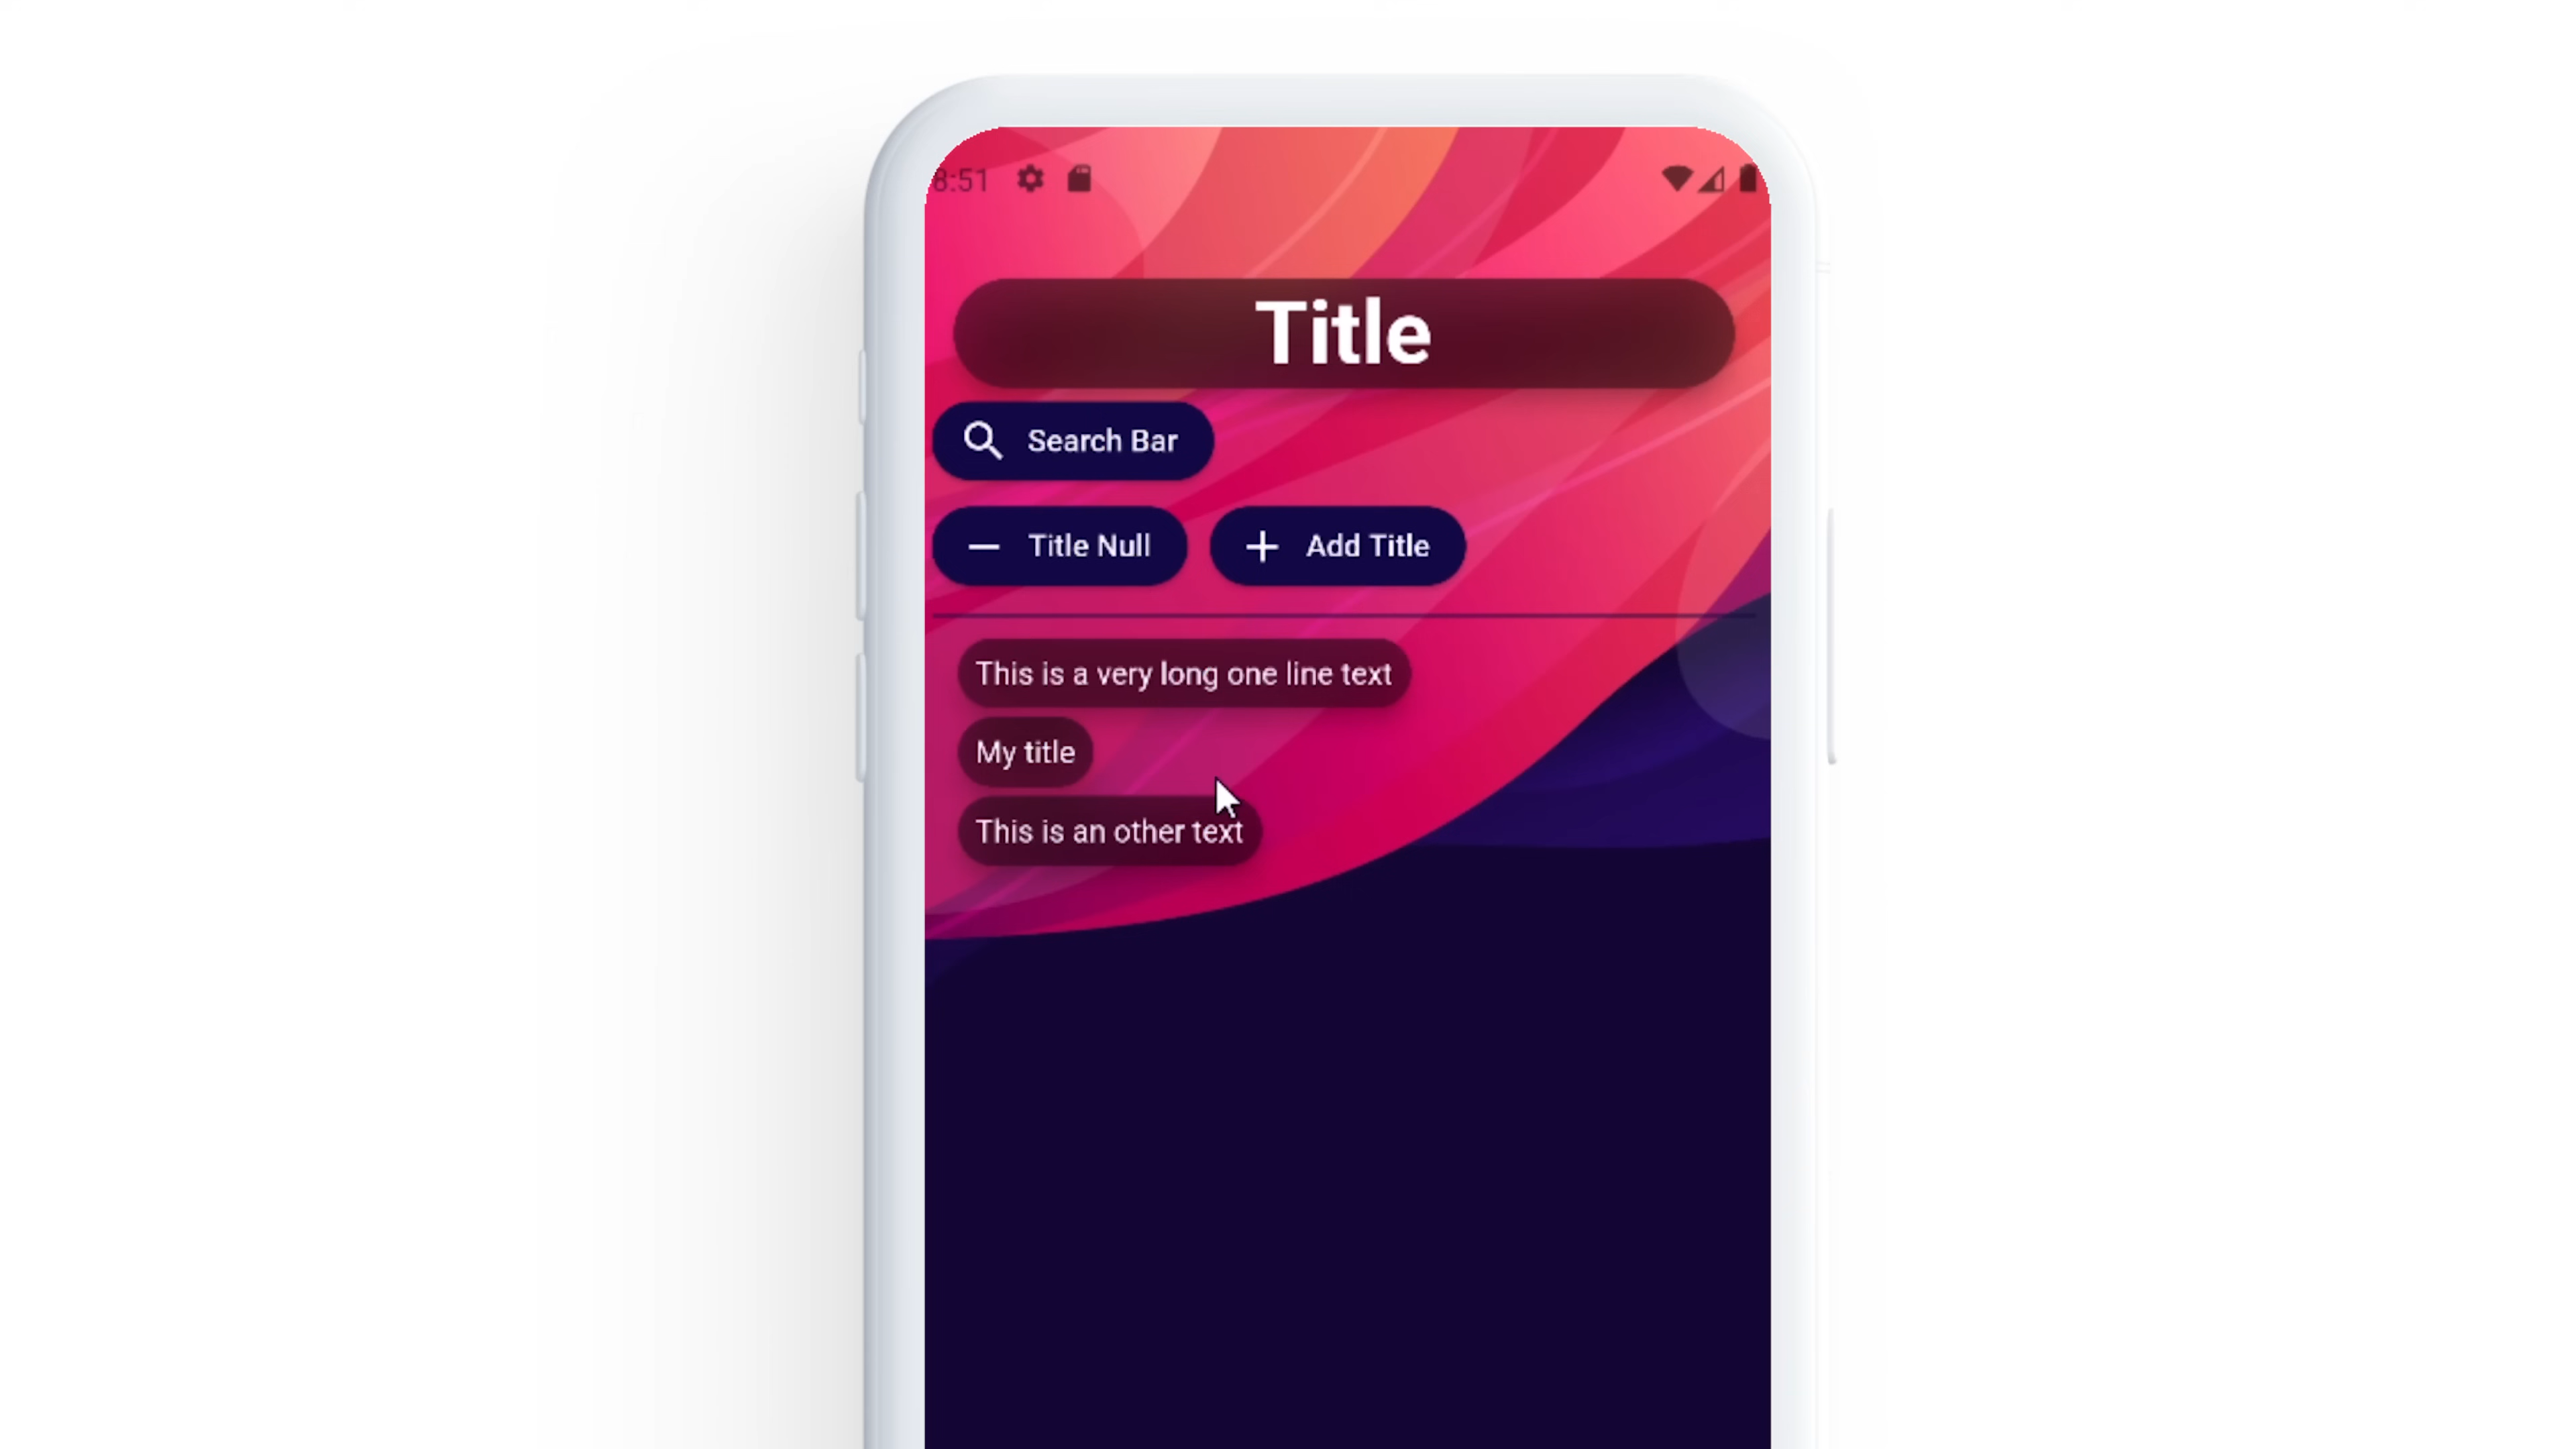 8:51
Title
Search Bar
Title Null
Add Title
This is a very long one line text
My title
This is an other text